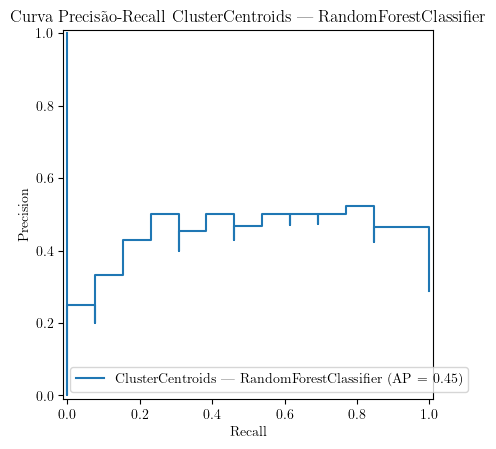 Curva Precisão-Recall ClusterCentroids — RandomForestClassifier
1.0
0.8
0.6
0.4
0.2
0.0
Precision
ClusterCentroids — RandomForestClassifier (AP = 0.45)
0.0 0.2 0.4 0.6 0.8 1.0
Recall